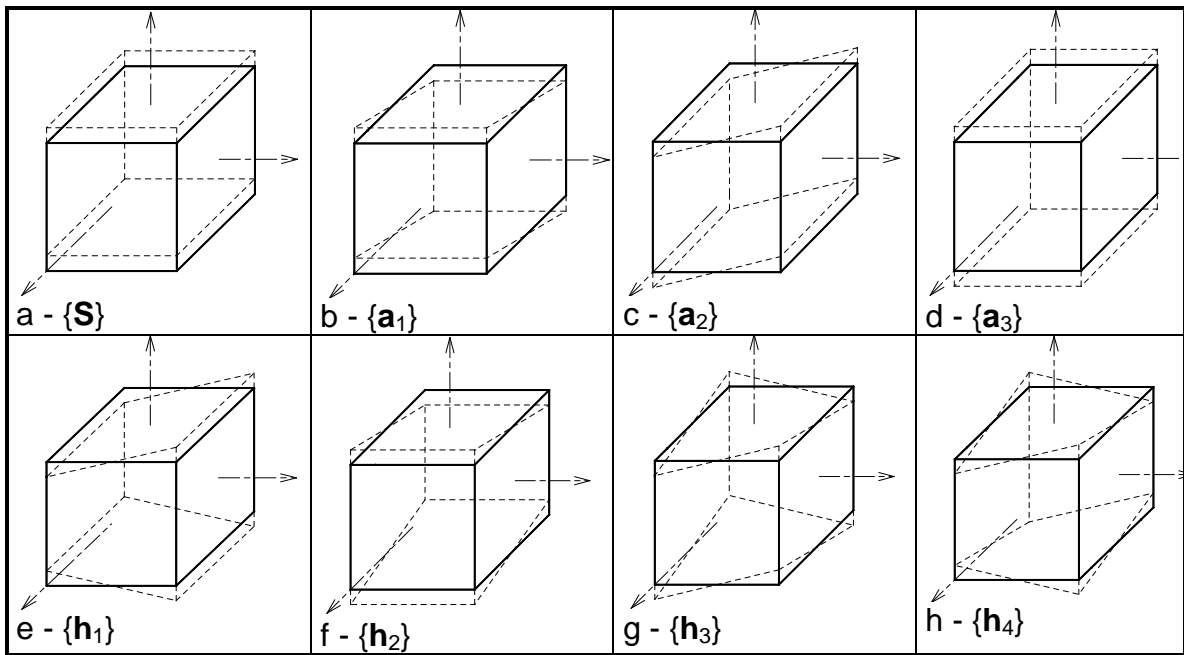 a - {S}
b - {a₁}
c - {a₂}
d - {a₃}
e - {h₁}
f - {h₂}
g - {h₃}
h - {h₄}